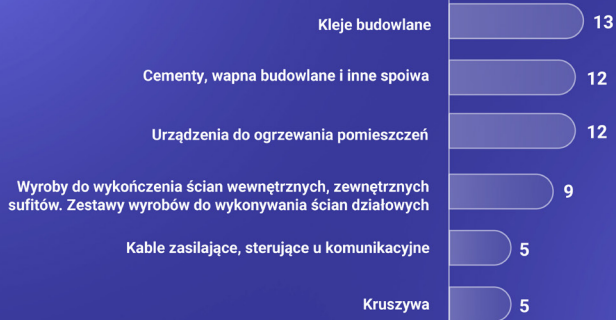 Kleje budowlane 13
Cementy, wapna budowlane i inne spoiwa 12
Urządzenia do ogrzewania pomieszczeń 12
Wyroby do wykończenia ścian wewnętrznych, zewnętrznych
sufitów. Zestawy wyrobów do wykonywania ścian działowych 9
Kable zasilające, sterujące u komunikacyjne 5
Kruszywa 5